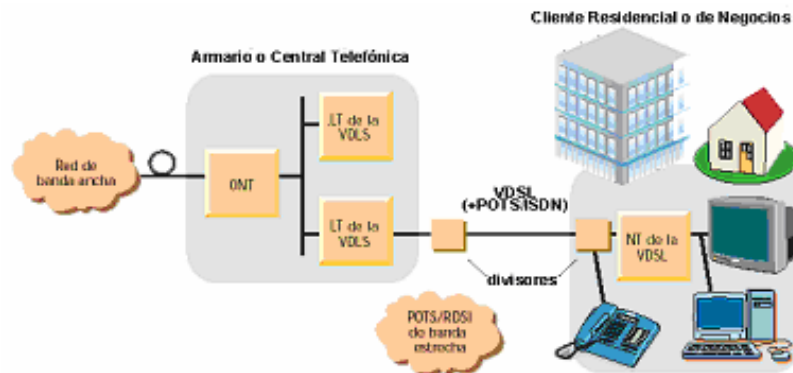 Cliente Residencial o de Negocios
Armario o Central Telefónica
LT de la
VDLS
Red de
banda ancha
ONT
LT de la
VDLS
VDSL
(+POTS/ISDN)
NT de la
VDSL
divisores
POTS/RDSI
de banda
estrecha